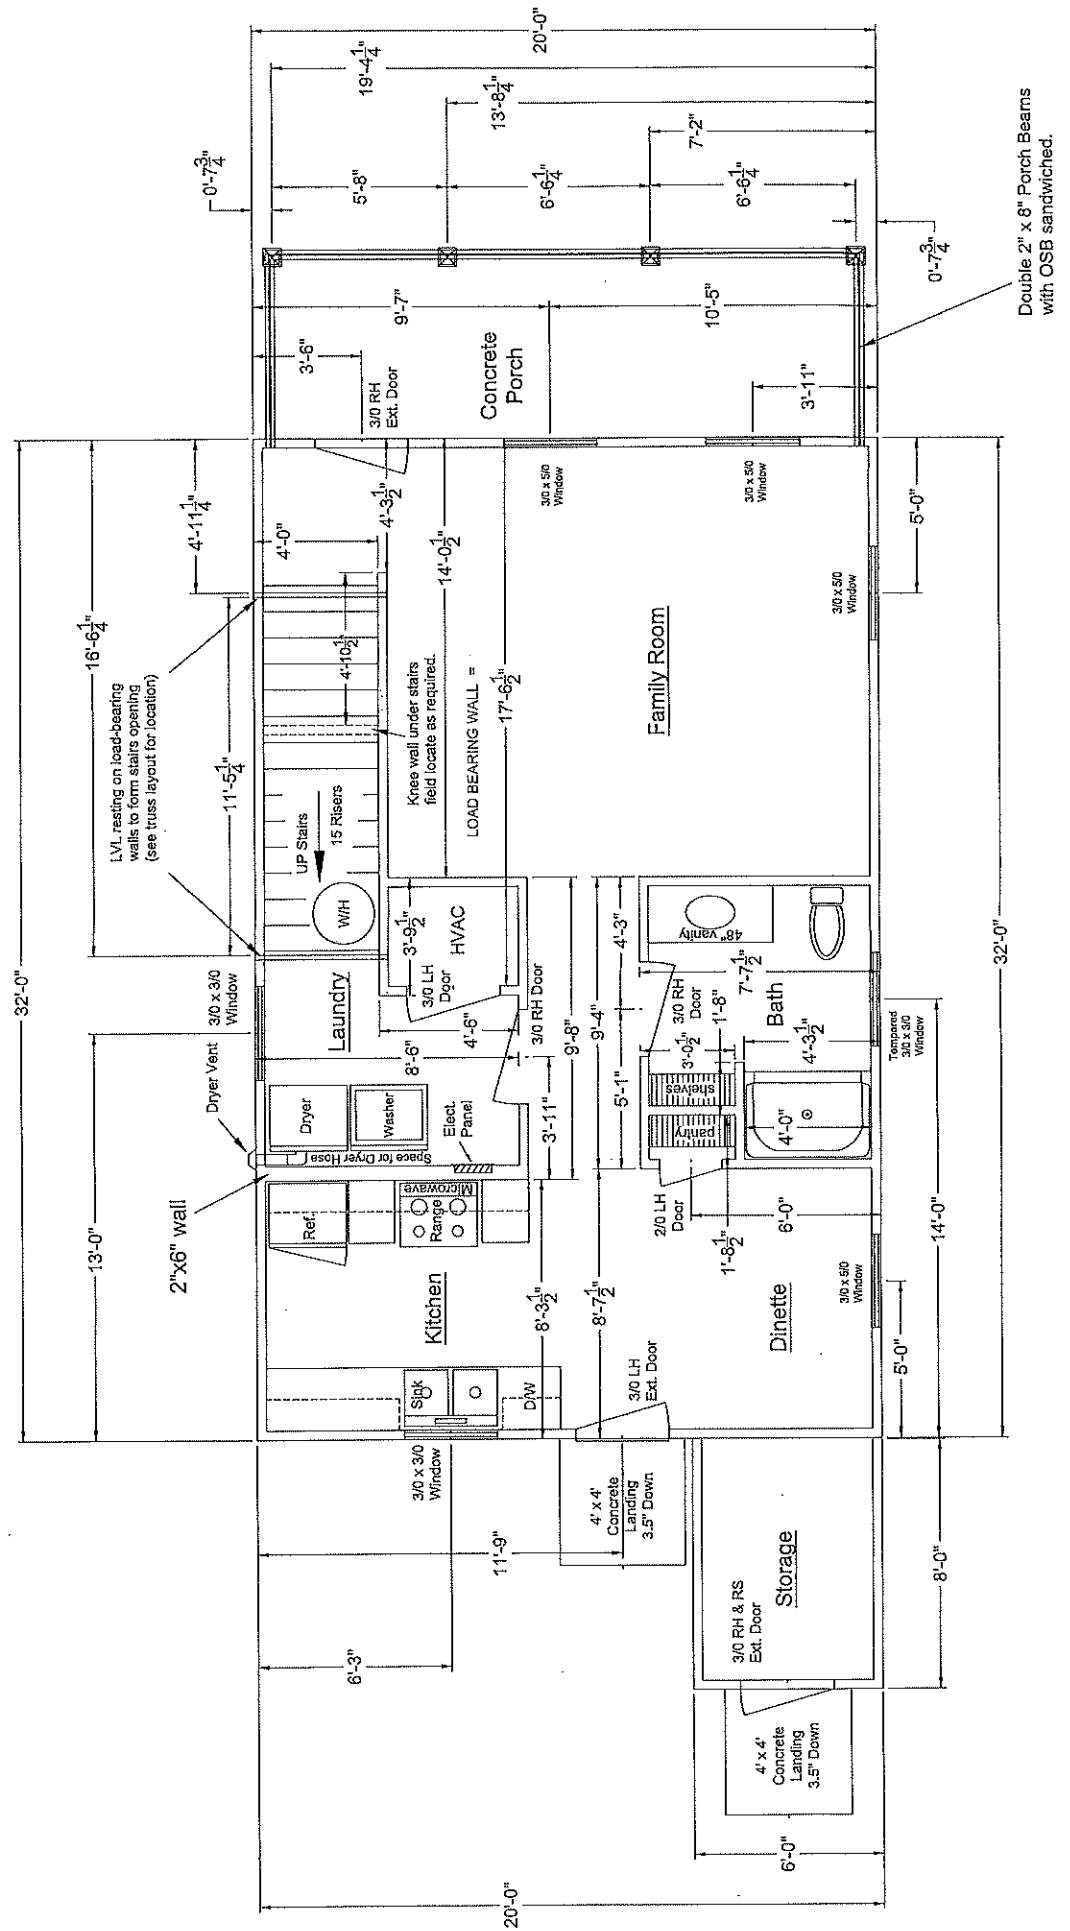 20'-0"
19'-4 1/4"
13'-8 1/4"
7'-2"
0'-7 3/4"
5'-8"
6'-6 1/4"
6'-6 1/4"
0'-7 3/4"
Double 2" x 8" Porch Beams
with OSB sandwiched.
9'-7"
10'-5"
3'-6"
3'-11"
3/0 RH
Ext. Door
Concrete
Porch
32'-0"
16'-6 1/4"
4'-11 1/4"
11'-5 1/4"
4'-0"
4'-3 1/2"
14'-0 1/2"
17'-6 1/2"
4'-10 1/2"
3/0 x 5/0
Window
3/0 x 5/0
Window
3/0 x 5/0
Window
5'-0"
LVL resting on load-bearing
walls to form stairs opening
(see truss layout for location)
UP Stairs
15 Risers
Knee wall under stairs
field locate as required.
LOAD BEARING WALL =
Family Room
W/H
HVAC
3'-9 1/2"
3/0 LH
Door
3/0 RH Door
4'-6"
8'-6"
Laundry
3/0 x 3/0
Window
13'-0"
Dryer Vent
Dryer
Washer
Space for Dryer Hose
Elect.
Panel
2"x6" wall
3'-11"
9'-8"
9'-4"
4'-3"
5'-1"
48" vanity
7'-7 1/2"
Bath
3/0 RH
Door
1'-8"
3'-0 1/2"
4'-3 1/2"
4'-0"
shelves
pantry
Tempared
3/0 x 3/0
Window
32'-0"
14'-0"
Ref.
Microwave
Range
Kitchen
8'-3 1/2"
8'-7 1/2"
2/0 LH
Door
1'-8 1/2"
6'-0"
Dinette
3/0 x 5/0
Window
5'-0"
Sink
D/W
3/0 LH
Ext. Door
3/0 x 3/0
Window
4' x 4'
Concrete
Landing
3.5" Down
11'-9"
6'-3"
Storage
3/0 RH & RS
Ext. Door
8'-0"
4' x 4'
Concrete
Landing
3.5" Down
6'-0"
20'-0"